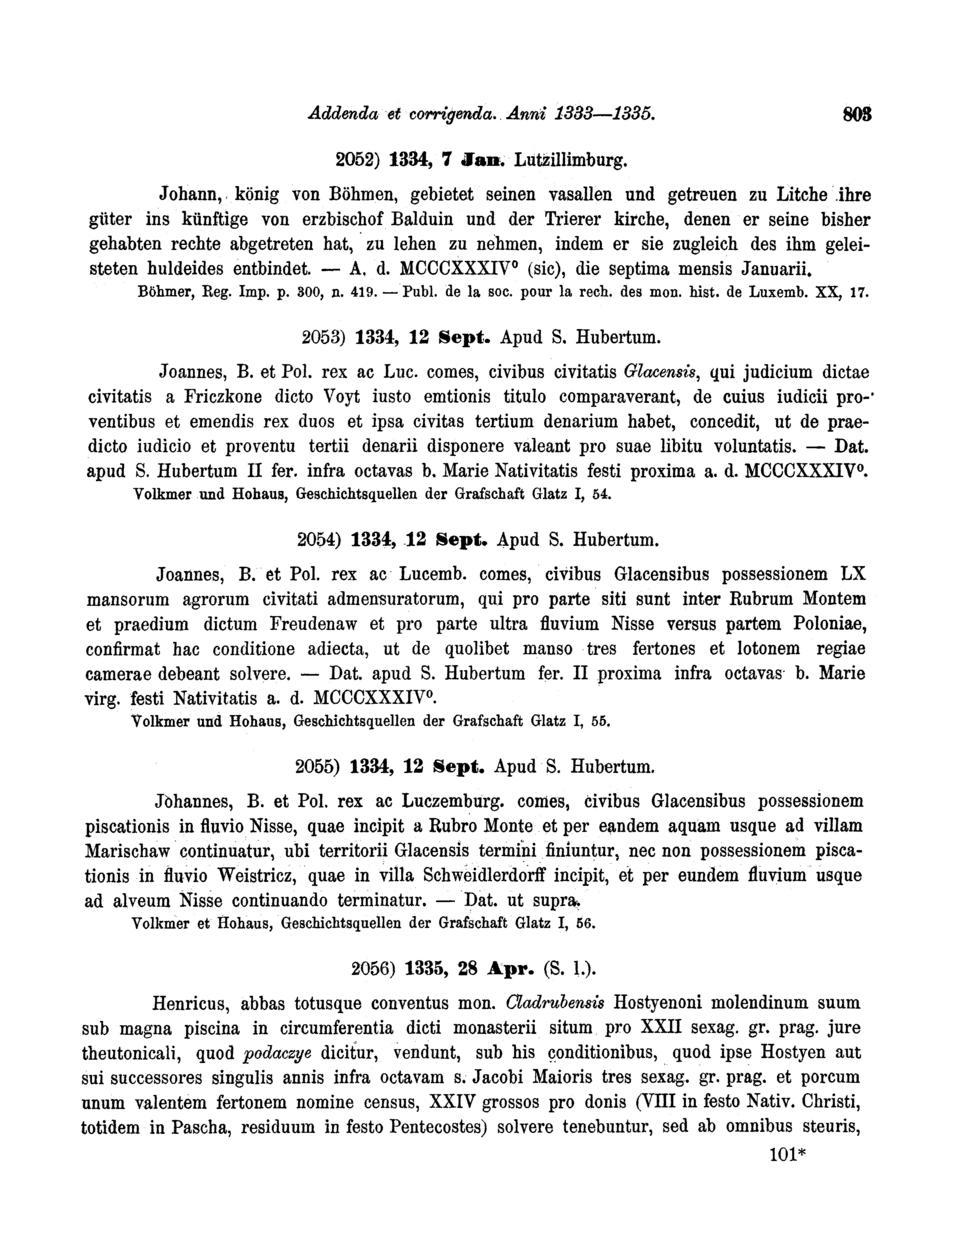 Addenda et corrigenda. Anni 1333—1335. 803
2052) 1334, 7 Jan. Lutzillimburg.
Johann, könig von Böhmen, gebietet seinen vasallen und getreuen zu Litche ihre
güter ins künftige von erzbischof Balduin und der Trierer kirche, denen er seine bisher
gehabten rechte abgetreten hat, zu lehen zu nehmen, indem er sie zugleich des ihm gelei-
steten huldeides entbindet. — A. d. MCCCXXXIV⁰ (sic), die septima mensis Januarii.
Böhmer, Reg. Imp. p. 300, n. 419. — Publ. de la soc. pour la rech. des mon. hist. de Luxemb. XX, 17.
2053) 1334, 12 Sept. Apud S. Hubertum.
Joannes, B. et Pol. rex ac Luc. comes, civibus civitatis Glacensis, qui judicium dictae
civitatis a Friczkone dicto Voyt iusto emtionis titulo comparaverant, de cuius iudicii pro-
ventibus et emendis rex duos et ipsa civitas tertium denarium habet, concedit, ut de prae-
dicto iudicio et proventu tertii denarii disponere valeant pro suae libitu voluntatis. — Dat.
apud S. Hubertum II fer. infra octavas b. Marie Nativitatis festi proxima a. d. MCCCXXXIV⁰.
Volkmer und Hohaus, Geschichtsquellen der Grafschaft Glatz I, 54.
2054) 1334, 12 Sept. Apud S. Hubertum.
Joannes, B. et Pol. rex ac Lucemb. comes, civibus Glacensibus possessionem LX
mansorum agrorum civitati admensuratorum, qui pro parte siti sunt inter Rubrum Montem
et praedium dictum Freudenaw et pro parte ultra fluvium Nisse versus partem Poloniae,
confirmat hac conditione adiecta, ut de quolibet manso tres fertones et lotonem regiae
camerae debeant solvere. — Dat. apud S. Hubertum fer. II proxima infra octavas b. Marie
virg. festi Nativitatis a. d. MCCCXXXIV⁰.
Volkmer und Hohaus, Geschichtsquellen der Grafschaft Glatz I, 55.
2055) 1334, 12 Sept. Apud S. Hubertum.
Johannes, B. et Pol. rex ac Luczemburg. comes, civibus Glacensibus possessionem
piscationis in fluvio Nisse, quae incipit a Rubro Monte et per eandem aquam usque ad villam
Marischaw continuatur, ubi territorii Glacensis termini finiuntur, nec non possessionem pisca-
tionis in fluvio Weistricz, quae in villa Schweidlerdorff incipit, et per eundem fluvium usque
ad alveum Nisse continuando terminatur. — Dat. ut supra.
Volkmer et Hohaus, Geschichtsquellen der Grafschaft Glatz I, 56.
2056) 1335, 28 Apr. (S. l.).
Henricus, abbas totusque conventus mon. Cladrubensis Hostyenoni molendinum suum
sub magna piscina in circumferentia dicti monasterii situm pro XXII sexag. gr. prag. jure
theutonicali, quod podaczye dicitur, vendunt, sub his conditionibus, quod ipse Hostyen aut
sui successores singulis annis infra octavam s. Jacobi Maioris tres sexag. gr. prag. et porcum
unum valentem fertonem nomine census, XXIV grossos pro donis (VIII in festo Nativ. Christi,
totidem in Pascha, residuum in festo Pentecostes) solvere tenebuntur, sed ab omnibus steuris,
101*